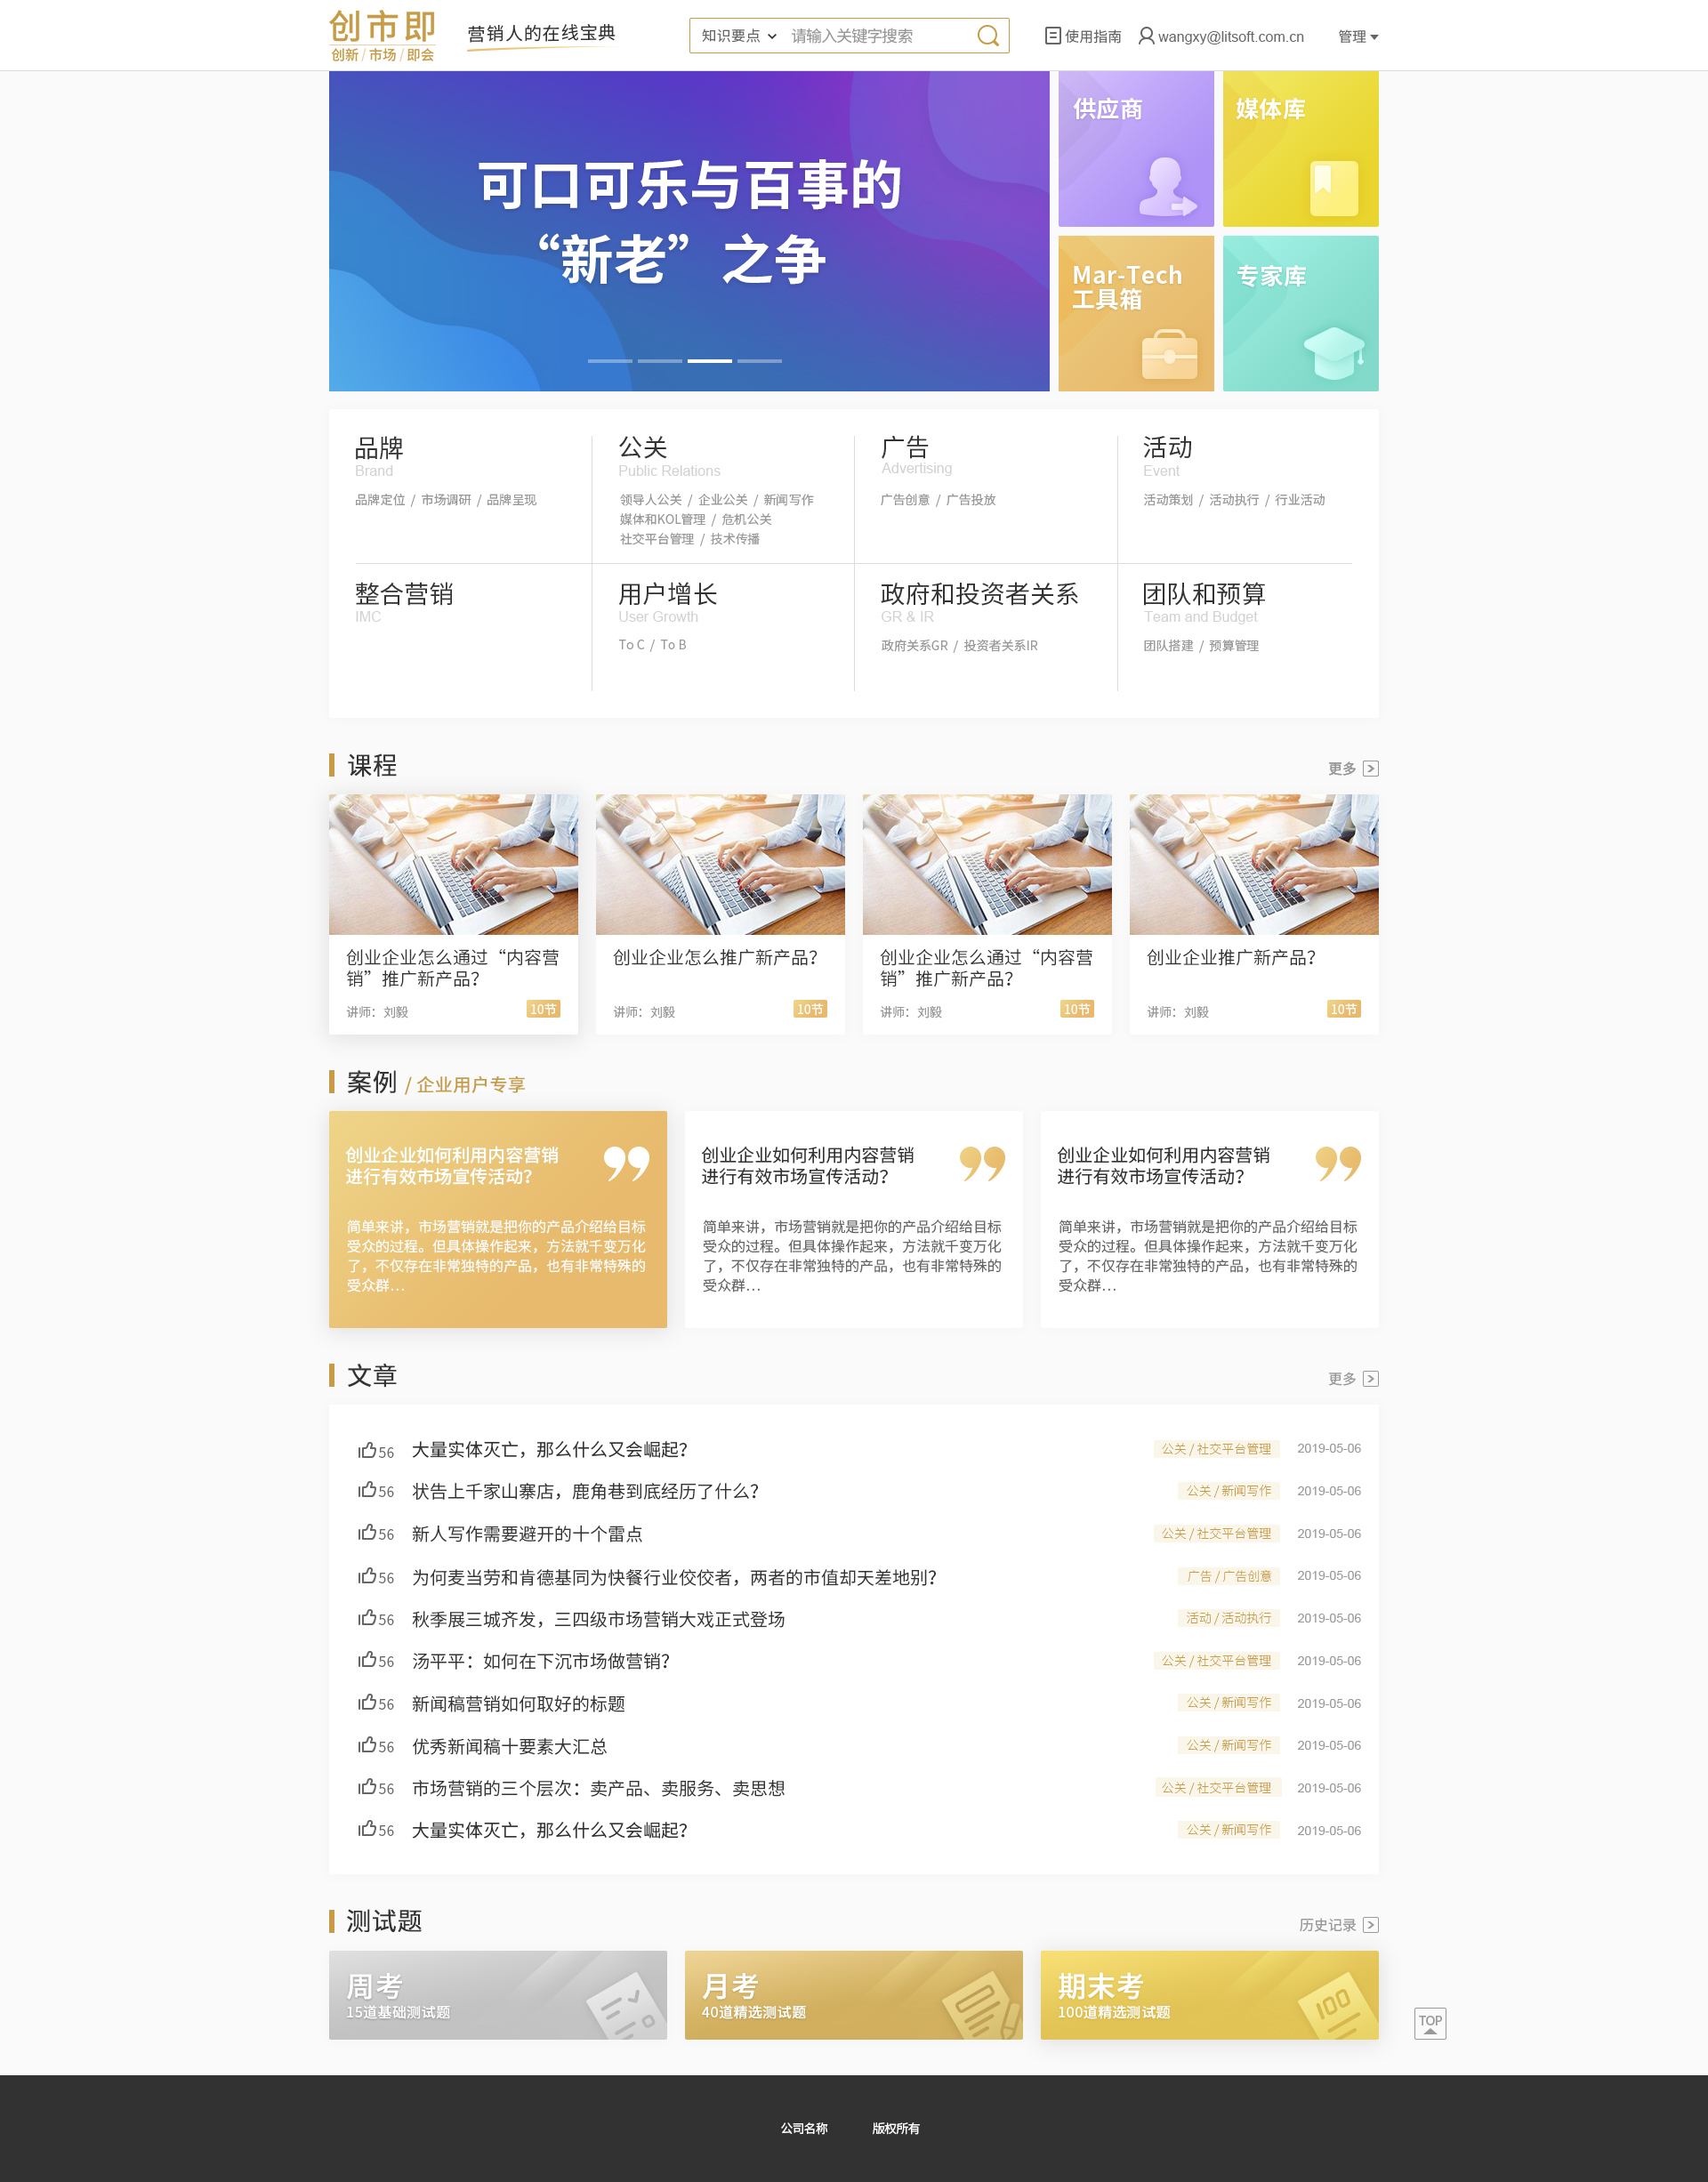 创市即
创新 / 市场 / 即会
营销人的在线宝典
知识要点
请输入关键字搜索
使用指南
wangxy@litsoft.com.cn
管理
可口可乐与百事的
“新老”之争
供应商
媒体库
Mar-Tech
工具箱
专家库
品牌
Brand
品牌定位 / 市场调研 / 品牌呈现
公关
Public Relations
领导人公关 / 企业公关 / 新闻写作
媒体和KOL管理 / 危机公关
社交平台管理 / 技术传播
广告
Advertising
广告创意 / 广告投放
活动
Event
活动策划 / 活动执行 / 行业活动
整合营销
IMC
用户增长
User Growth
To C / To B
政府和投资者关系
GR & IR
政府关系GR / 投资者关系IR
团队和预算
Team and Budget
团队搭建 / 预算管理
课程
更多
创业企业怎么通过“内容营
销”推广新产品？
讲师：刘毅
10节
创业企业怎么推广新产品？
讲师：刘毅
10节
创业企业怎么通过“内容营
销”推广新产品？
讲师：刘毅
10节
创业企业推广新产品？
讲师：刘毅
10节
案例 / 企业用户专享
创业企业如何利用内容营销
进行有效市场宣传活动？
简单来讲，市场营销就是把你的产品介绍给目标
受众的过程。但具体操作起来，方法就千变万化
了，不仅存在非常独特的产品，也有非常特殊的
受众群...
创业企业如何利用内容营销
进行有效市场宣传活动？
简单来讲，市场营销就是把你的产品介绍给目标
受众的过程。但具体操作起来，方法就千变万化
了，不仅存在非常独特的产品，也有非常特殊的
受众群...
创业企业如何利用内容营销
进行有效市场宣传活动？
简单来讲，市场营销就是把你的产品介绍给目标
受众的过程。但具体操作起来，方法就千变万化
了，不仅存在非常独特的产品，也有非常特殊的
受众群...
文章
更多
56 大量实体灭亡，那么什么又会崛起？ 公关 / 社交平台管理 2019-05-06
56 状告上千家山寨店，鹿角巷到底经历了什么？ 公关 / 新闻写作 2019-05-06
56 新人写作需要避开的十个雷点 公关 / 社交平台管理 2019-05-06
56 为何麦当劳和肯德基同为快餐行业佼佼者，两者的市值却天差地别？ 广告 / 广告创意 2019-05-06
56 秋季展三城齐发，三四级市场营销大戏正式登场 活动 / 活动执行 2019-05-06
56 汤平平：如何在下沉市场做营销？ 公关 / 社交平台管理 2019-05-06
56 新闻稿营销如何取好的标题 公关 / 新闻写作 2019-05-06
56 优秀新闻稿十要素大汇总 公关 / 新闻写作 2019-05-06
56 市场营销的三个层次：卖产品、卖服务、卖思想 公关 / 社交平台管理 2019-05-06
56 大量实体灭亡，那么什么又会崛起？ 公关 / 新闻写作 2019-05-06
测试题
历史记录
周考
15道基础测试题
月考
40道精选测试题
期末考
100道精选测试题
100
TOP
公司名称 版权所有